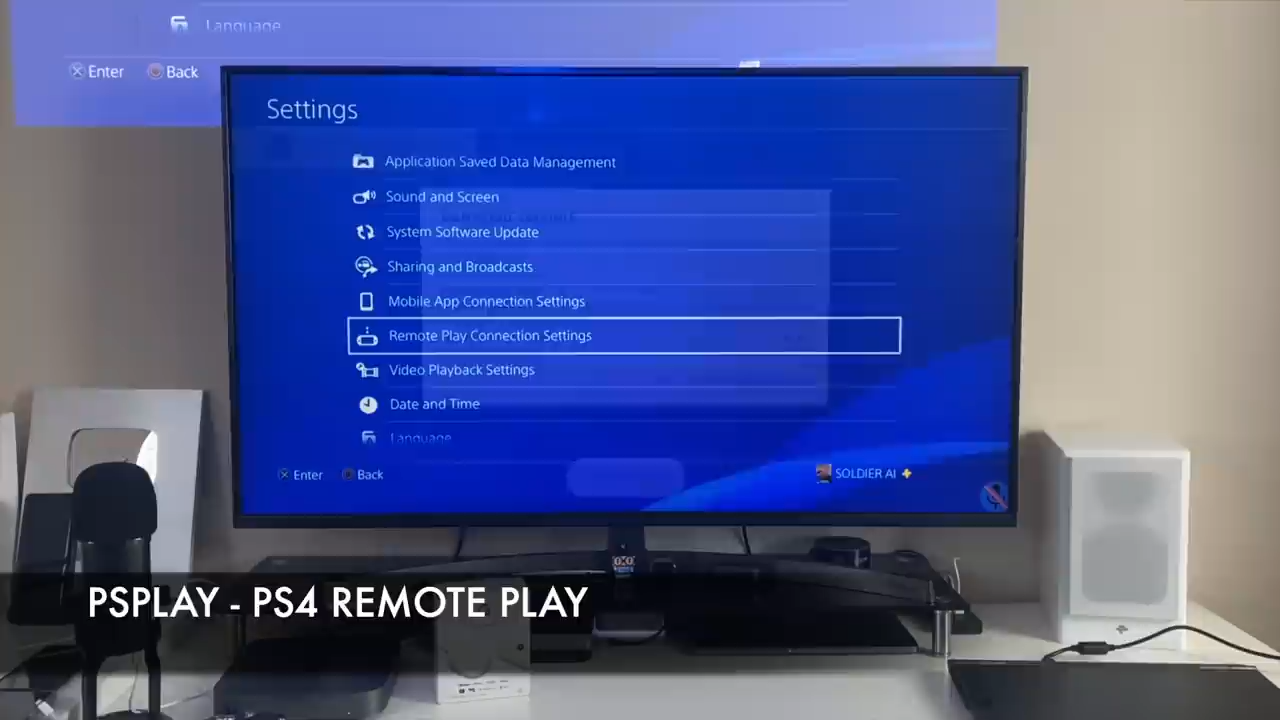 Language
Enter Back
Settings
Application Saved Data Management
Sound and Screen
System Software Update
Sharing and Broadcasts
Mobile App Connection Settings
Remote Play Connection Settings
Video Playback Settings
Date and Time
Language
Enter Back
SOLDIER AI
PSPLAY - PS4 REMOTE PLAY